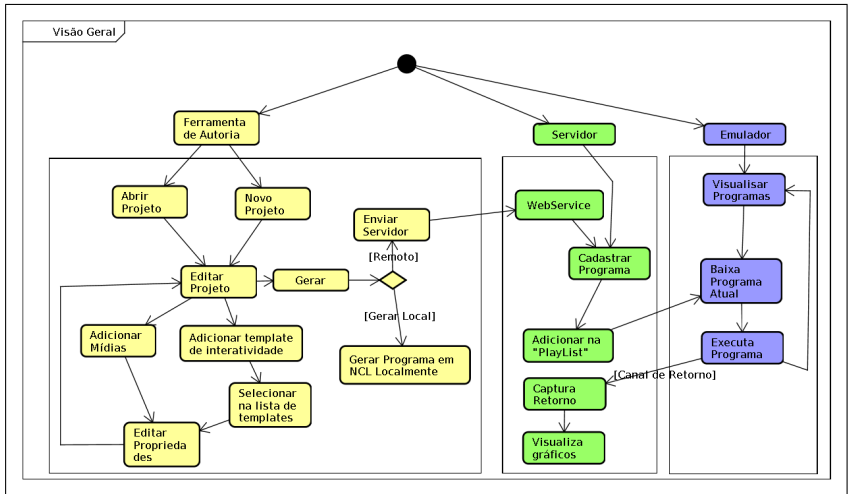 Visão Geral
Ferramenta
de Autoria
Servidor
Emulador
Abrir
Projeto
Novo
Projeto
Enviar
Servidor
WebService
Visualisar
Programas
[Remoto]
Editar
Projeto
Gerar
Cadastrar
Programa
Baixa
Programa
Atual
[Gerar Local]
Adicionar
Mídias
Adicionar template
de interatividade
Gerar Programa em
NCL Localmente
Adicionar na
"PlayList"
Executa
Programa
[Canal de Retorno]
Selecionar
na lista de
templates
Captura
Retorno
Editar
Proprieda
des
Visualiza
gráficos